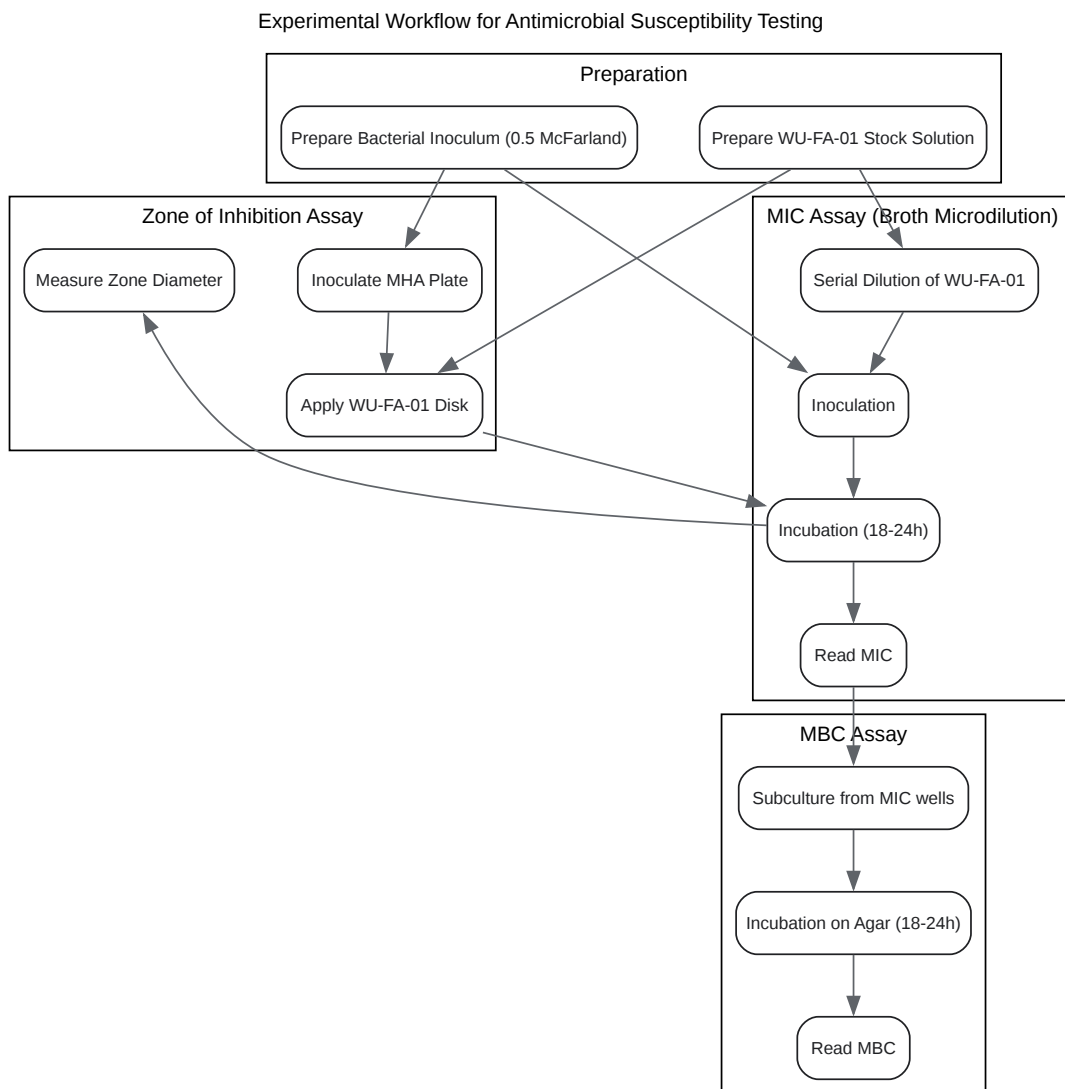 Experimental Workflow for Antimicrobial Susceptibility Testing
Preparation
Prepare Bacterial Inoculum (0.5 McFarland)
Prepare WU-FA-01 Stock Solution
Zone of Inhibition Assay
Measure Zone Diameter
Inoculate MHA Plate
Apply WU-FA-01 Disk
MIC Assay (Broth Microdilution)
Serial Dilution of WU-FA-01
Inoculation
Incubation (18-24h)
Read MIC
MBC Assay
Subculture from MIC wells
Incubation on Agar (18-24h)
Read MBC